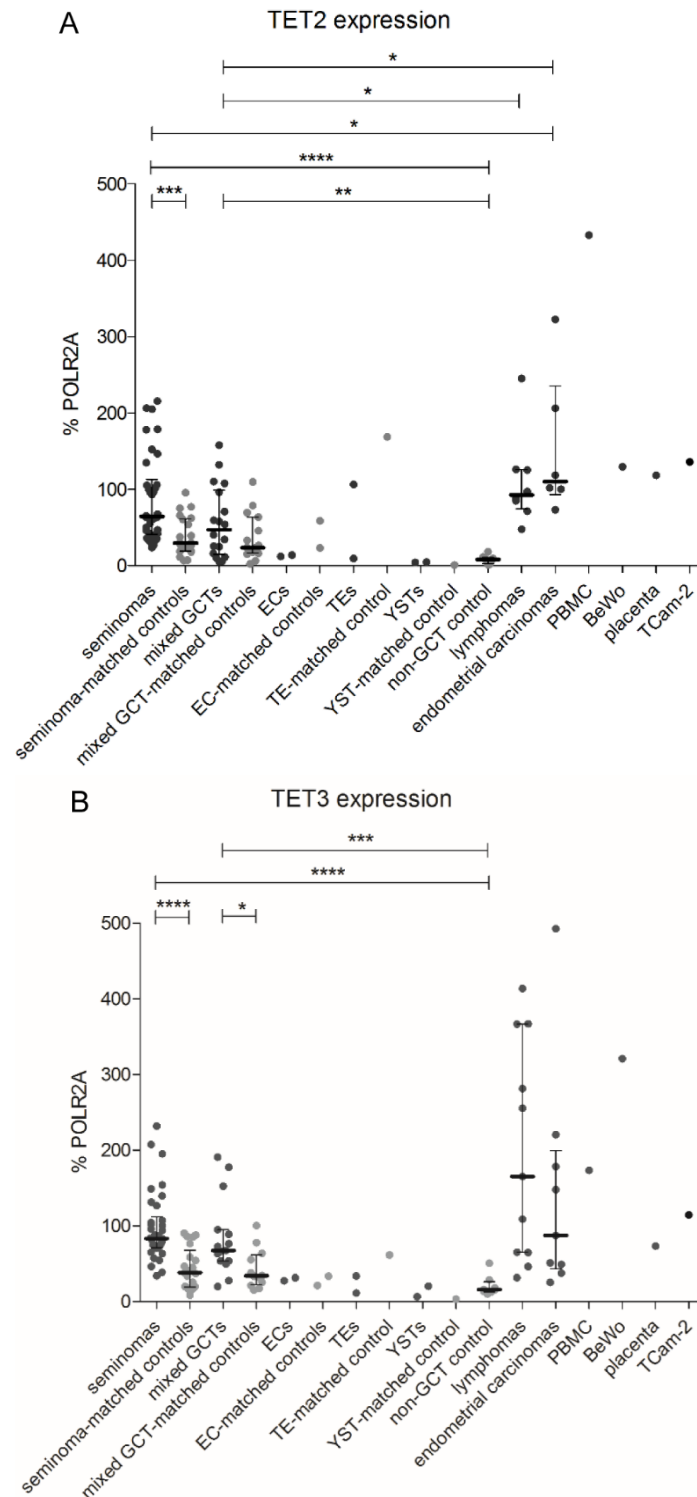 A
TET2 expression
*
*
*
****
***
**
500
400
300
200
100
0
% POLR2A
seminomas
seminoma-matched controls
mixed GCTs
mixed GCT-matched controls
ECs
EC-matched controls
TEs
TE-matched control
YSTs
YST-matched control
non-GCT control
lymphomas
endometrial carcinomas
PBMC
BeWo
placenta
TCam-2
B
TET3 expression
***
****
****
*
500
400
300
200
100
0
% POLR2A
seminomas
seminoma-matched controls
mixed GCTs
mixed GCT-matched controls
ECs
EC-matched controls
TEs
TE-matched control
YSTs
YST-matched control
non-GCT control
lymphomas
endometrial carcinomas
PBMC
BeWo
placenta
TCam-2